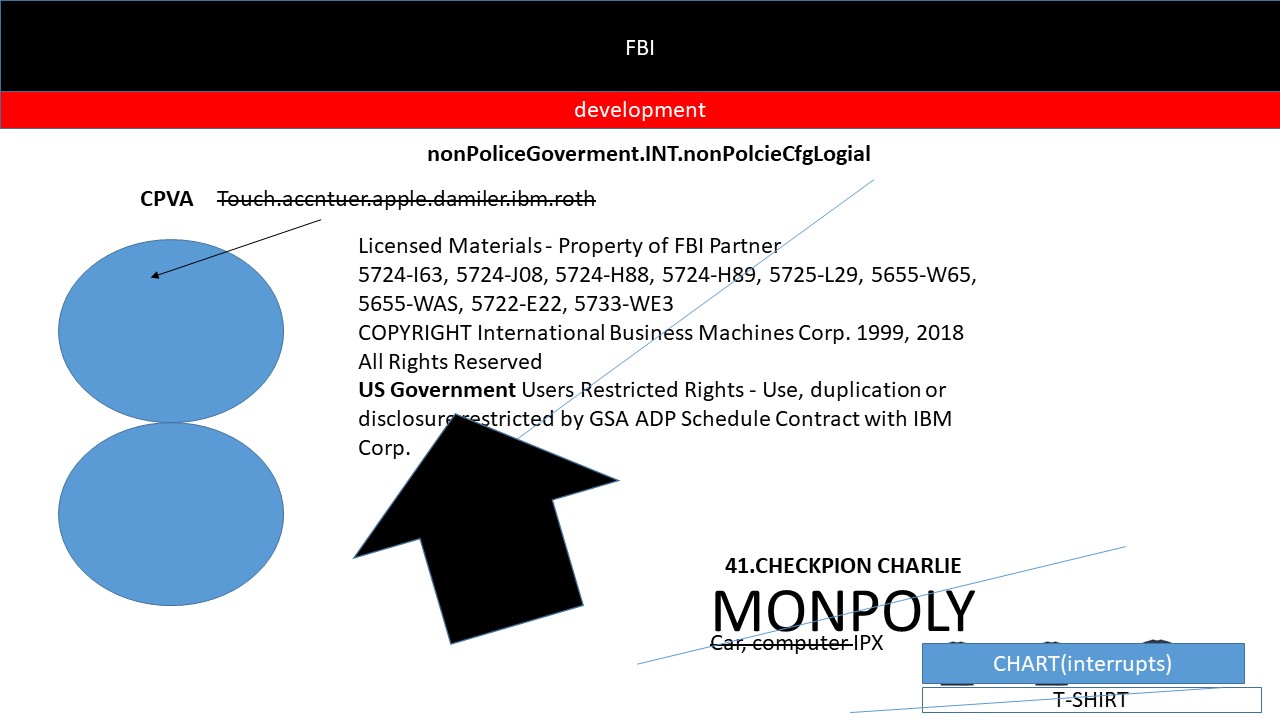 FBI
development
nonPoliceGoverment.INT.nonPolcieCfgLogial
CPVA Touch.accntuer.apple.damiler.ibm.roth
Licensed Materials - Property of FBI Partner
5724-I63, 5724-J08, 5724-H88, 5724-H89, 5725-L29, 5655-W65,
5655-WAS, 5722-E22, 5733-WE3
COPYRIGHT International Business Machines Corp. 1999, 2018
All Rights Reserved
US Government Users Restricted Rights - Use, duplication or
disclosure restricted by GSA ADP Schedule Contract with IBM
Corp.
41.CHECKPION CHARLIE
MONPOLY
Car, computer IPX
CHART(interrupts)
T-SHIRT